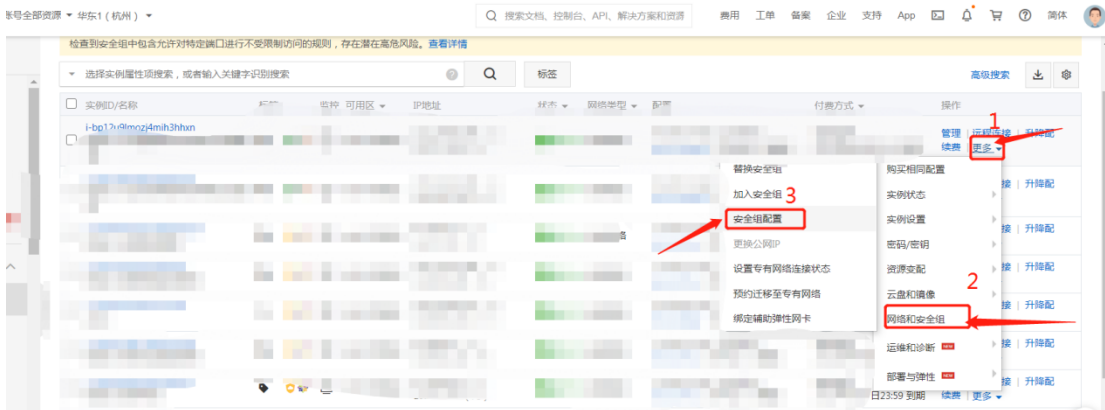 账号全部资源 华东1（杭州） 搜索文档、控制台、API、解决方案和资源 费用 工单 备案 企业 支持 App 简体
检查到安全组中包含允许对特定端口进行不受限制访问的规则，存在潜在高危风险。查看详情
选择实例属性项搜索，或者输入关键字识别搜索 标签 高级搜索
实例ID/名称 标签 监控 可用区 IP地址 状态 网络类型 配置 付费方式 操作
i-bp12u9lmozj4mih3hhxn
1
管理 | 远程连接 | 升降配
续费 | 更多
替换安全组
加入安全组
3
安全组配置
更换公网IP
设置专有网络连接状态
预约迁移至专有网络
绑定辅助弹性网卡
购买相同配置
实例状态
实例设置
密码/密钥
资源变配
2
云盘和镜像
网络和安全组
运维和诊断 NEW
部署与弹性 NEW
接 | 升降配
接 | 升降配
接 | 升降配
接 | 升降配
接 | 升降配
接 | 升降配
日23:59 到期 续费 | 更多